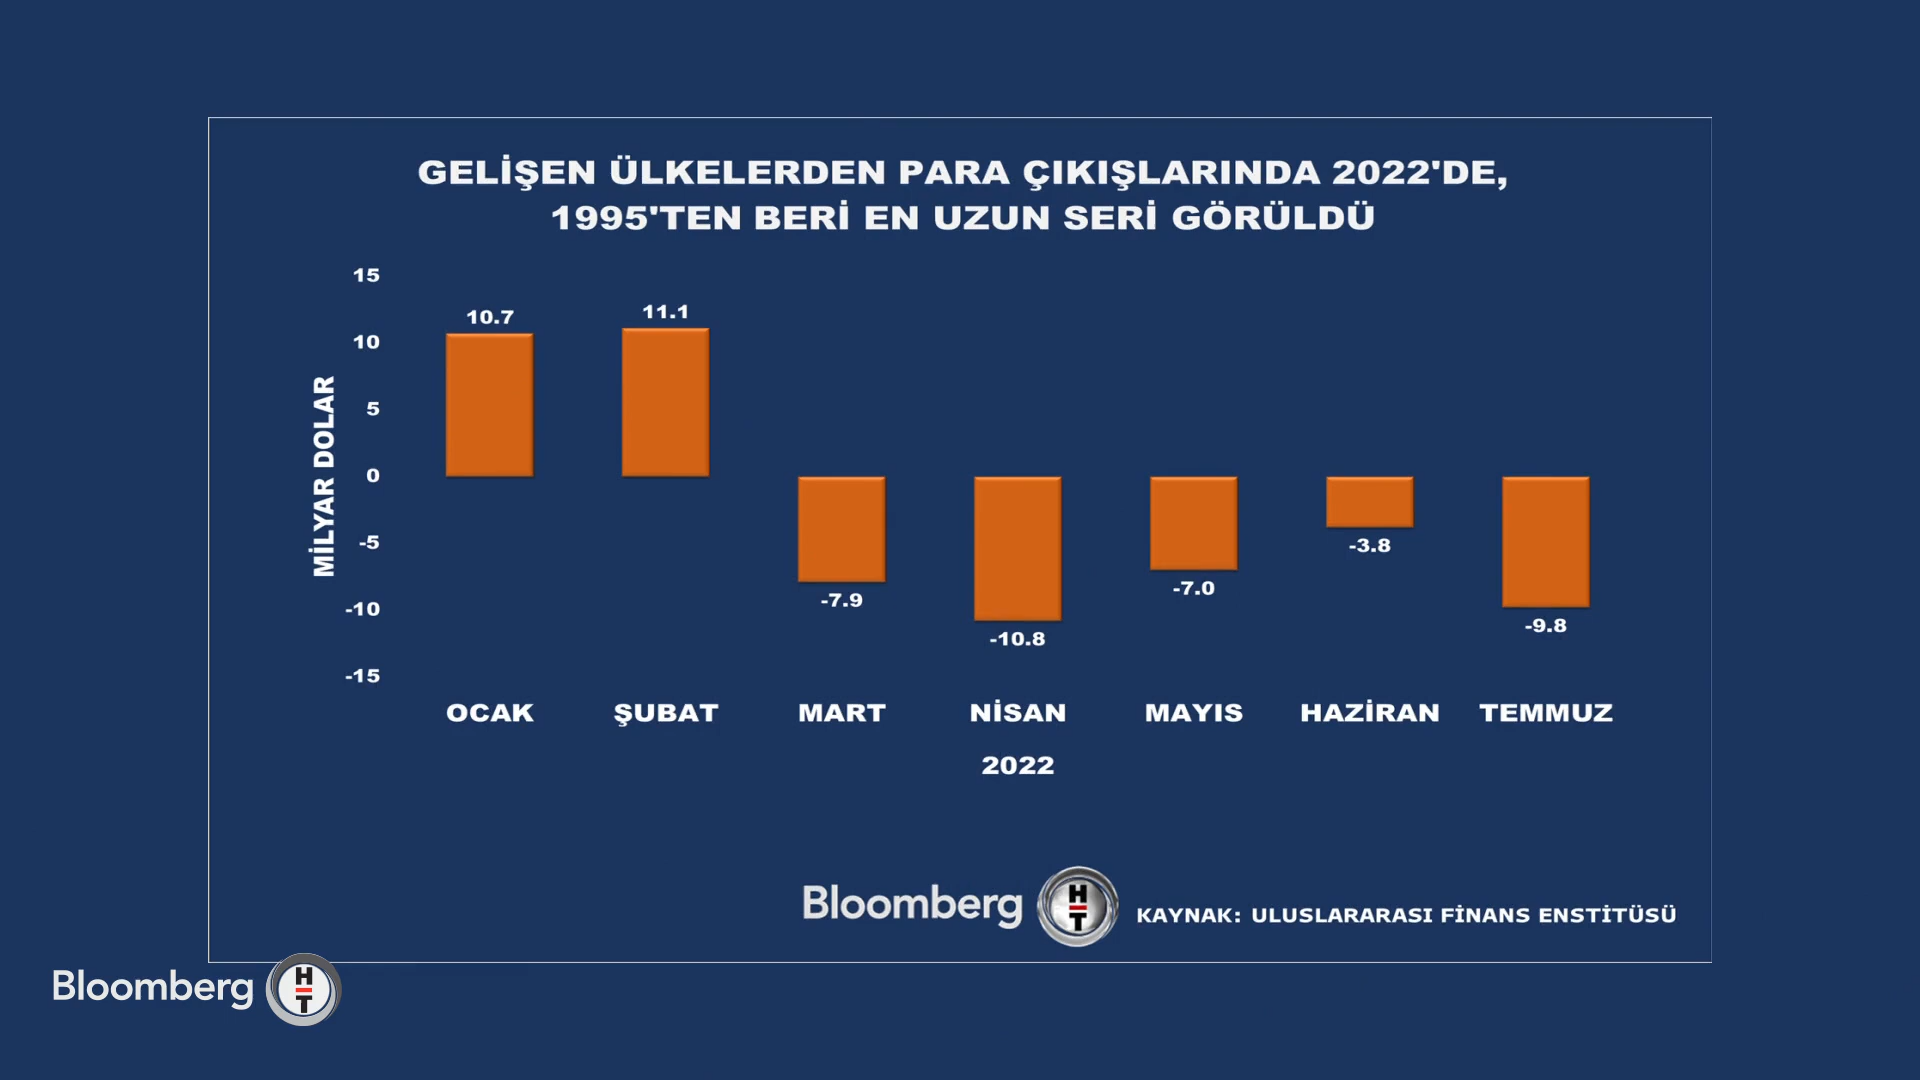 GELİŞEN ÜLKELERDEN PARA ÇIKIŞLARINDA 2022'DE,
1995'TEN BERİ EN UZUN SERİ GÖRÜLDÜ
MİLYAR DOLAR
15
10
5
0
-5
-10
-15
10.7
11.1
-7.9
-10.8
-7.0
-3.8
-9.8
OCAK ŞUBAT MART NİSAN MAYIS HAZİRAN TEMMUZ
2022
Bloomberg HT KAYNAK: ULUSLARARASI FİNANS ENSTİTÜSÜ
Bloomberg HT